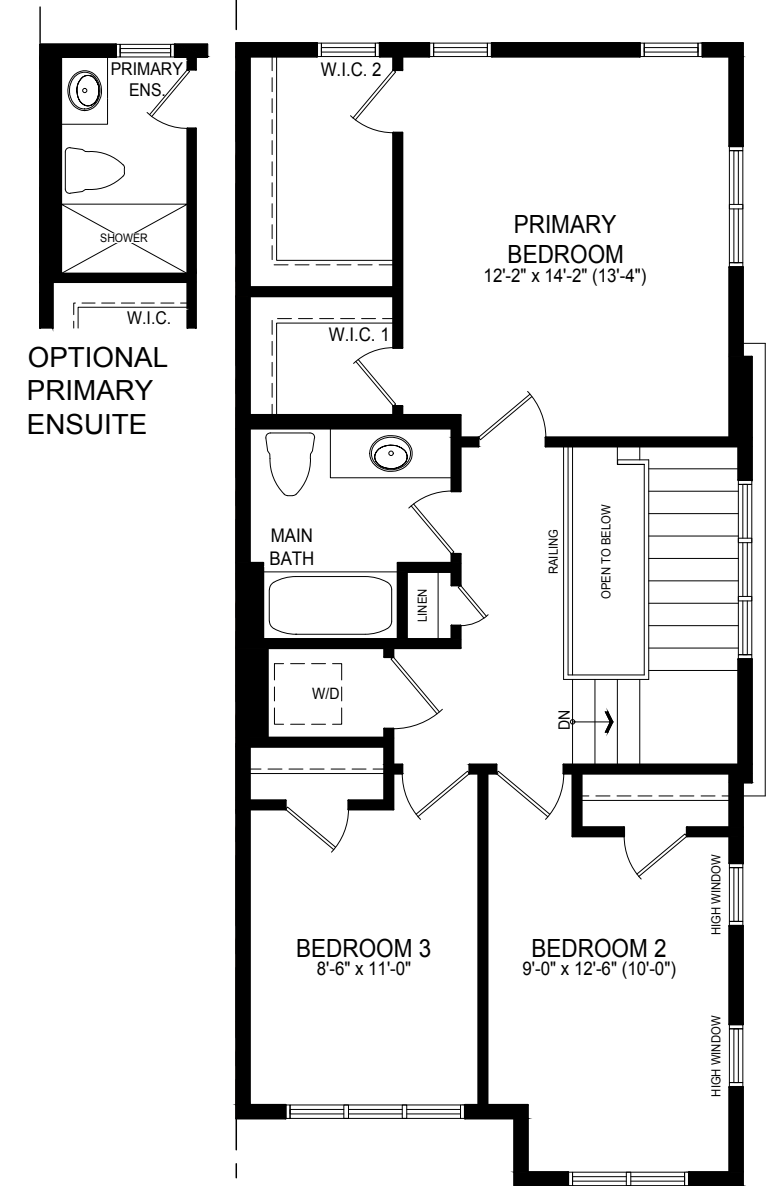 PRIMARY
ENS.
SHOWER
W.I.C.
OPTIONAL
PRIMARY
ENSUITE
W.I.C. 2
PRIMARY
BEDROOM
12'-2" x 14'-2" (13'-4")
W.I.C. 1
MAIN
BATH
LINEN
RAILING
OPEN TO BELOW
W/D
DN
BEDROOM 3
8'-6" x 11'-0"
BEDROOM 2
9'-0" x 12'-6" (10'-0")
HIGH WINDOW
HIGH WINDOW